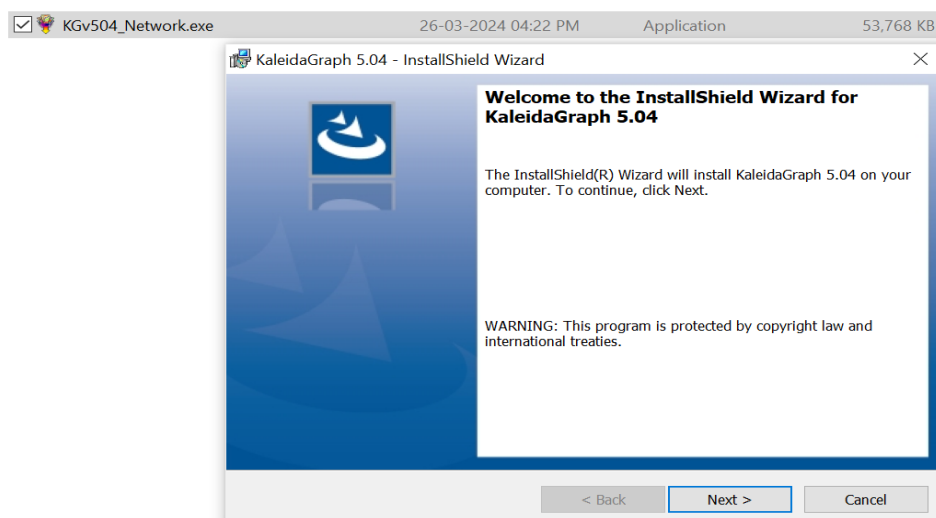 KGv504_Network.exe 26-03-2024 04:22 PM Application 53,768 KB
KaleidaGraph 5.04 - InstallShield Wizard
Welcome to the InstallShield Wizard for
KaleidaGraph 5.04
The InstallShield(R) Wizard will install KaleidaGraph 5.04 on your
computer. To continue, click Next.
WARNING: This program is protected by copyright law and
international treaties.
< Back Next > Cancel